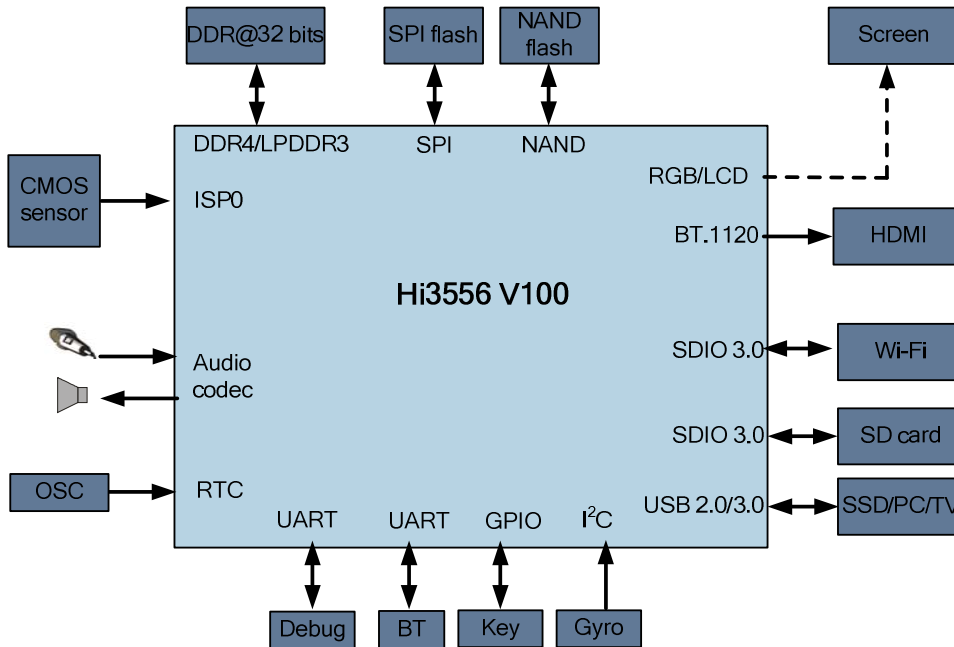 DDR@32 bits
SPI flash
NAND
flash
Screen
DDR4/LPDDR3
SPI
NAND
CMOS
sensor
ISP0
RGB/LCD
BT.1120
HDMI
Hi3556 V100
Audio
codec
SDIO 3.0
Wi-Fi
SDIO 3.0
SD card
OSC
RTC
USB 2.0/3.0
SSD/PC/TV
UART
UART
GPIO
I²C
Debug
BT
Key
Gyro